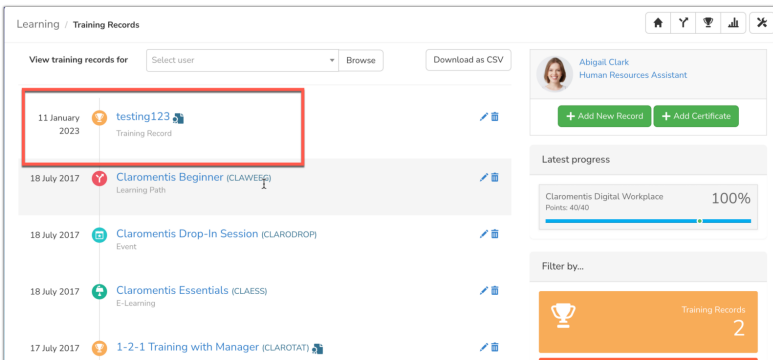 Learning / Training Records
View training records for
Select user
Browse
Download as CSV
11 January 2023
testing123
Training Record
18 July 2017
Claromentis Beginner (CLAWEEG)
Learning Path
18 July 2017
Claromentis Drop-In Session (CLARODROP)
Event
18 July 2017
Claromentis Essentials (CLAESS)
E-Learning
17 July 2017
1-2-1 Training with Manager (CLAROTAT)
Abigail Clark
Human Resources Assistant
+ Add New Record
+ Add Certificate
Latest progress
Claromentis Digital Workplace
100%
Points: 40/40
Filter by...
Training Records
2